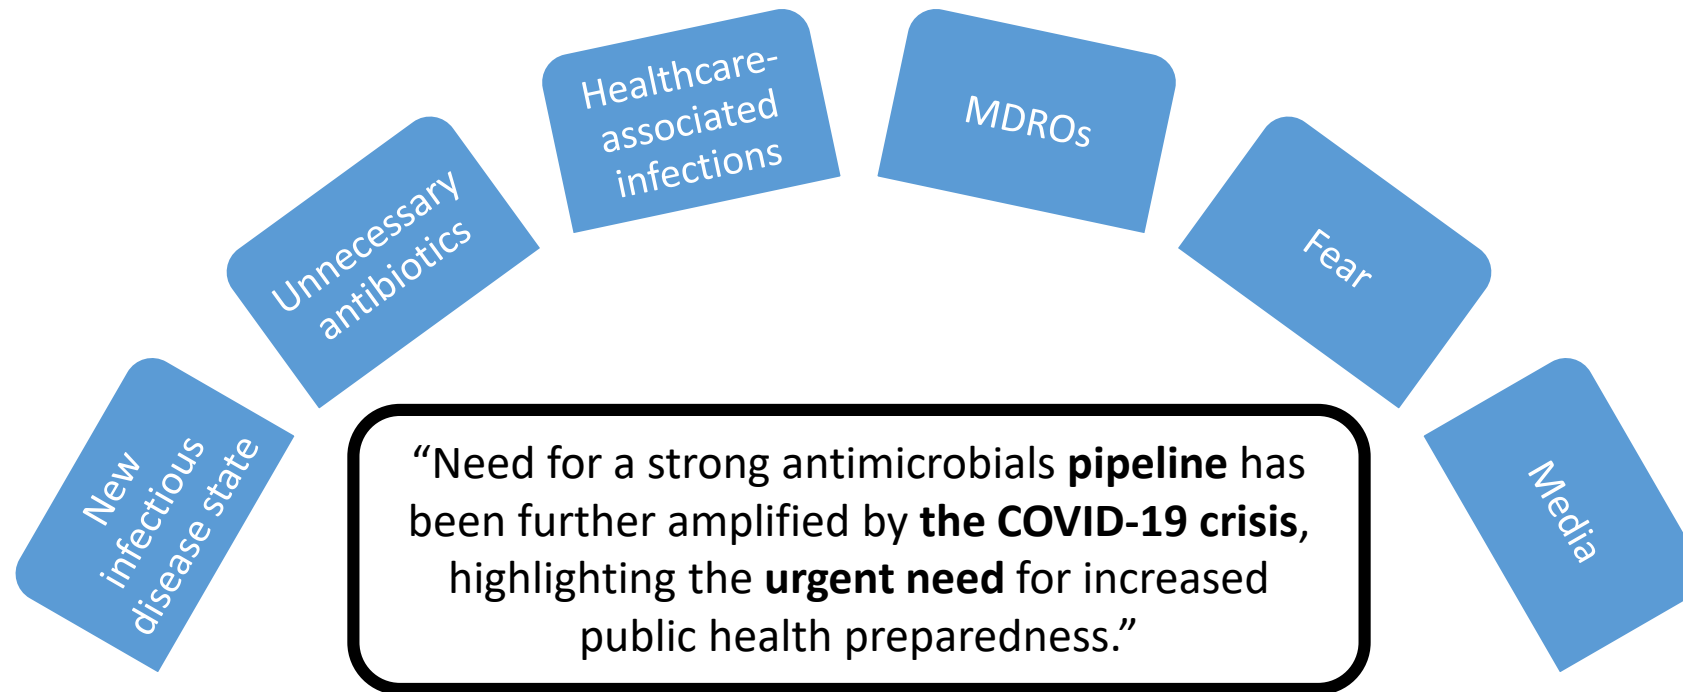 New
infectious
disease state
Unnecessary
antibiotics
Healthcare-
associated
infections
MDROs
Fear
Media
“Need for a strong antimicrobials pipeline has
been further amplified by the COVID-19 crisis,
highlighting the urgent need for increased
public health preparedness.”